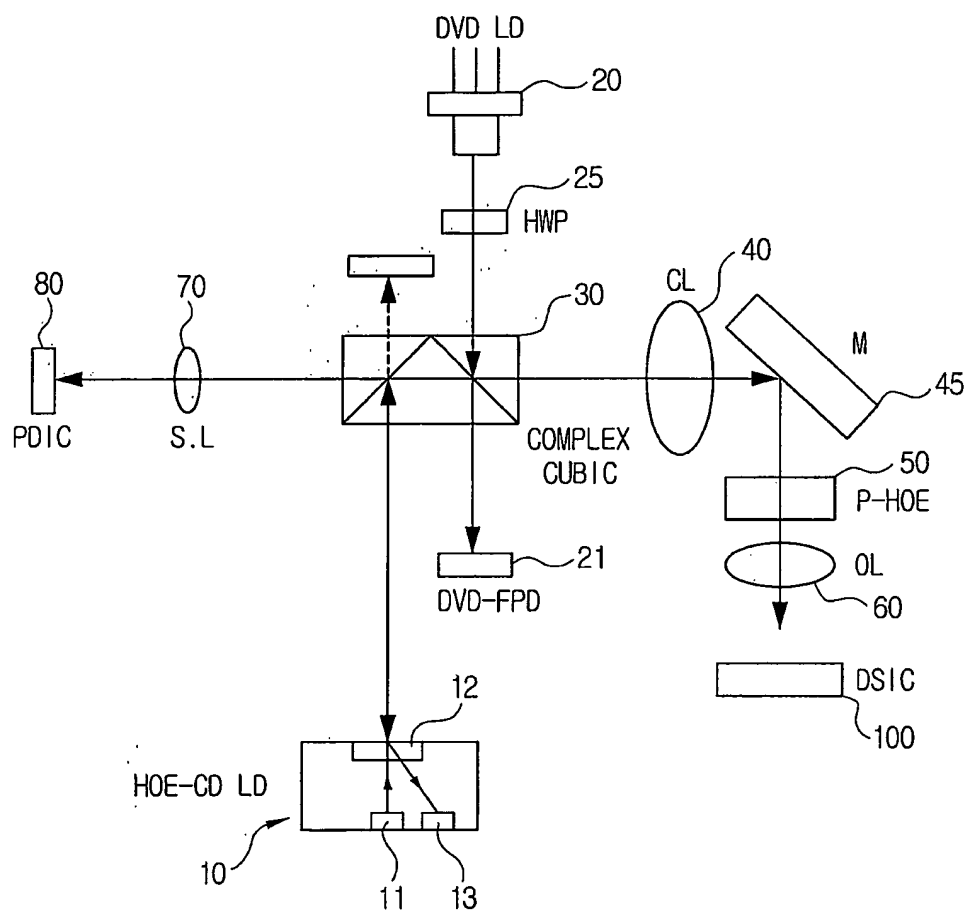 DVD LD
20
25
HWP
40
CL
80
70
30
M
45
PDIC
S.L
COMPLEX
CUBIC
50
P-HOE
21
OL
DVD-FPD
60
12
DSIC
100
HOE-CD LD
10
11
13